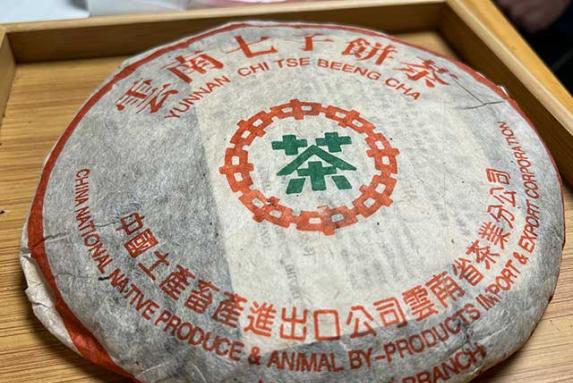 雲南七子餅茶
YUNNAN CHI TSE BEENG CHA
茶
中國土產畜產進出口公司雲南省茶業分公司
CHINA NATIONAL NATIVE PRODUCE & ANIMAL BY-PRODUCTS IMPORT & EXPORT CORPORATION
BRANCH